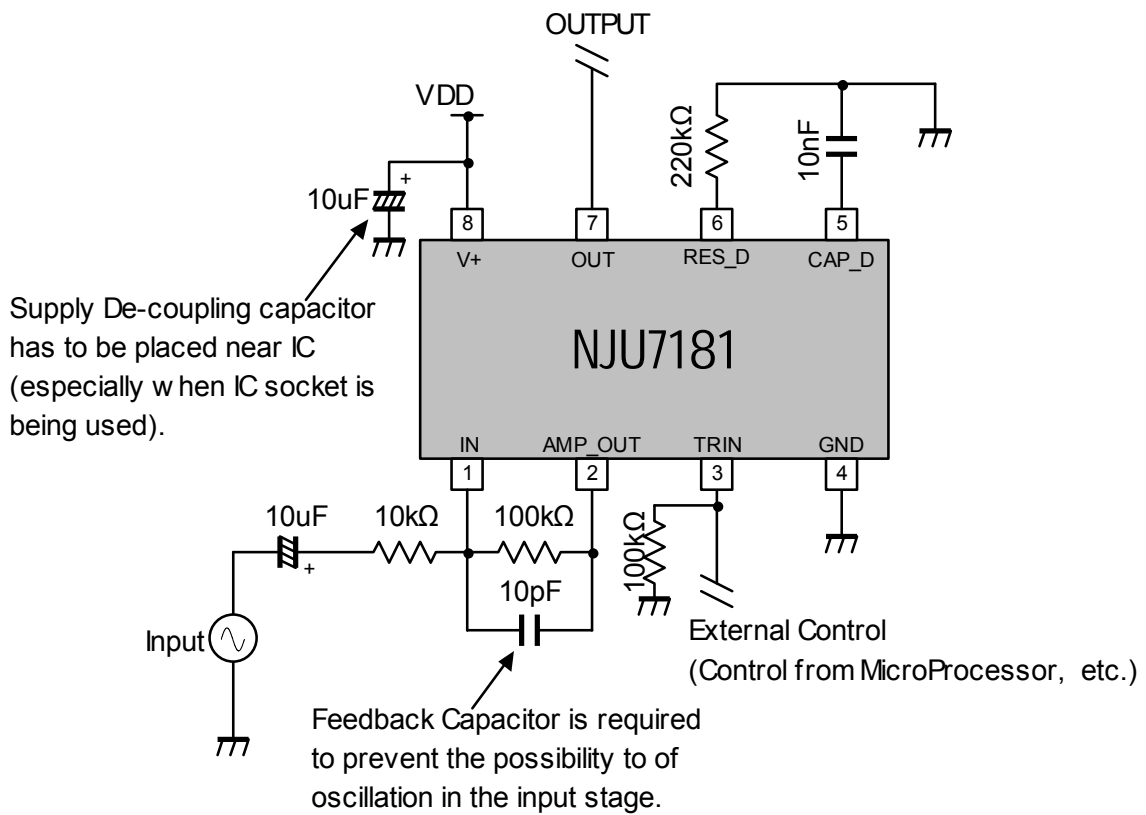 OUTPUT
VDD
220kΩ
10nF
+
10uF
8
7
6
5
V+
OUT
RES_D
CAP_D
Supply De-coupling capacitor
has to be placed near IC
(especially when IC socket is
being used).
NJU7181
IN
AMP_OUT
TRIN
GND
1
2
3
4
10uF
10kΩ
100kΩ
100kΩ
+
10pF
Input
External Control
(Control from MicroProcessor, etc.)
Feedback Capacitor is required
to prevent the possibility to of
oscillation in the input stage.